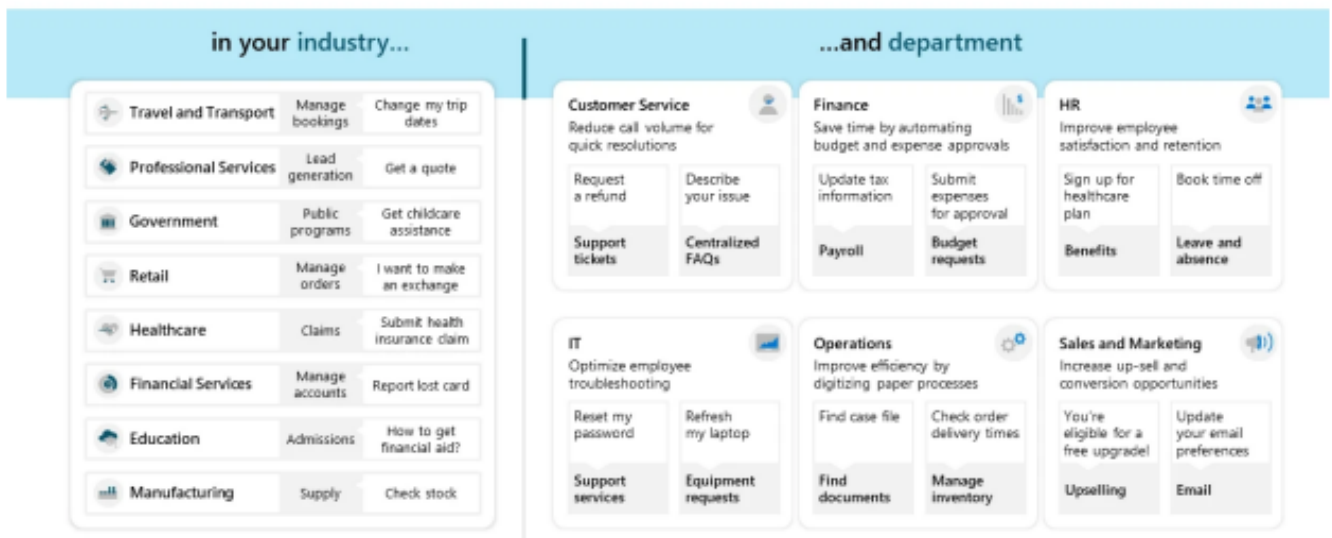 in your industry...
...and department
Travel and Transport
Manage
bookings
Change my trip
dates
Professional Services
Lead
generation
Get a quote
Government
Public
programs
Get childcare
assistance
Retail
Manage
orders
I want to make
an exchange
Healthcare
Claims
Submit health
insurance claim
Financial Services
Manage
accounts
Report lost card
Education
Admissions
How to get
financial aid?
Manufacturing
Supply
Check stock
Customer Service
Reduce call volume for
quick resolutions
Request
a refund
Support
tickets
Describe
your issue
Centralized
FAQs
Finance
Save time by automating
budget and expense approvals
Update tax
information
Payroll
Submit
expenses
for approval
Budget
requests
HR
Improve employee
satisfaction and retention
Sign up for
healthcare
plan
Benefits
Book time off
Leave and
absence
IT
Optimize employee
troubleshooting
Reset my
password
Support
services
Refresh
my laptop
Equipment
requests
Operations
Improve efficiency by
digitizing paper processes
Find case file
Find
documents
Check order
delivery times
Manage
inventory
Sales and Marketing
Increase up-sell and
conversion opportunities
You're
eligible for a
free upgrade!
Upselling
Update
your email
preferences
Email